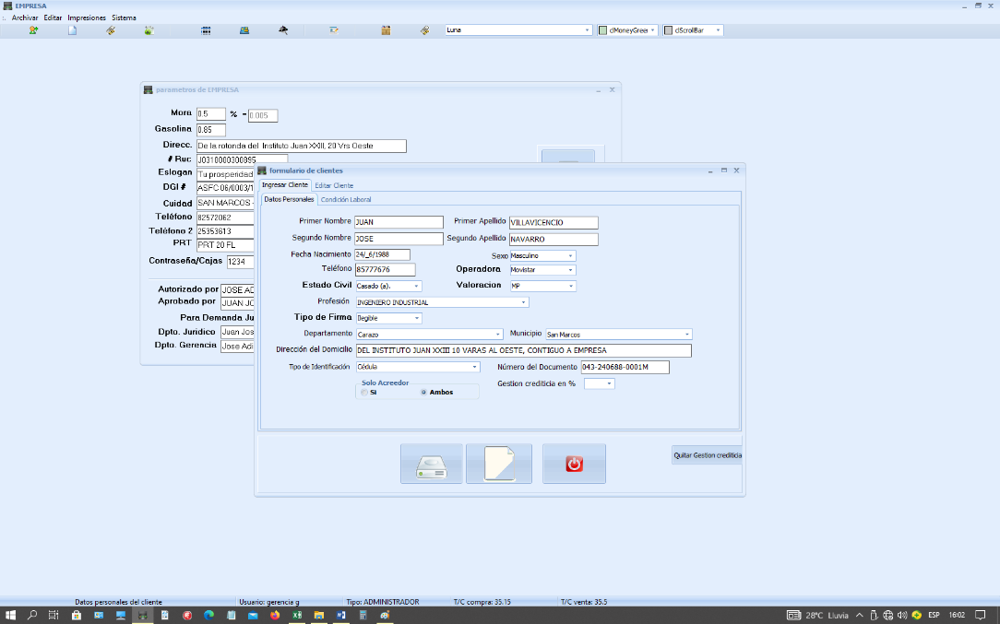 EMPRESA
Archivar Editar Impresiones Sistema
Luna clMoneyGreen clScrollBar
parametros de EMPRESA
Mora 0.5 % = 0.005
Gasolina 0.85
Direcc. De la rotonda del Instituto Juan XXIII, 20 Vrs Oeste
# Ruc J0310000300895
Eslogan Tu prosperidad
DGI # ASFC 06/0003/1
Cuidad SAN MARCOS -
Teléfono 82572062
Teléfono 2 25353613
PRT PRT 20 FL
Contraseña/Cajas 1234
Autorizado por JOSE AD
Aprobado por JUAN JO
Para Demanda Ju
Dpto. Juridico Juan Jos
Dpto. Gerencia Jose Adi
formulario de clientes
Ingresar Cliente Editar Cliente
Datos Personales Condición Laboral
Primer Nombre JUAN Primer Apellido VILLAVICENCIO
Segundo Nombre JOSE Segundo Apellido NAVARRO
Fecha Nacimiento 24/_6/1988 Sexo Masculino
Teléfono 85777676 Operadora Movistar
Estado Civil Casado (a). Valoracion MP
Profesión INGENIERO INDUSTRIAL
Tipo de Firma Ilegible
Departamento Carazo Municipio San Marcos
Dirección del Domicilio DEL INSTITUTO JUAN XXIII 10 VARAS AL OESTE, CONTIGUO A EMPRESA
Tipo de Identificación Cédula Número del Documento 043-240688-0001M
Solo Acreedor Gestion crediticia en %
Si Ambos
Quitar Gestion crediticia
Datos personales del cliente Usuario: gerencia g Tipo: ADMINISTRADOR T/C compra: 35.15 T/C venta: 35.5
28°C Lluvia ESP 16:02